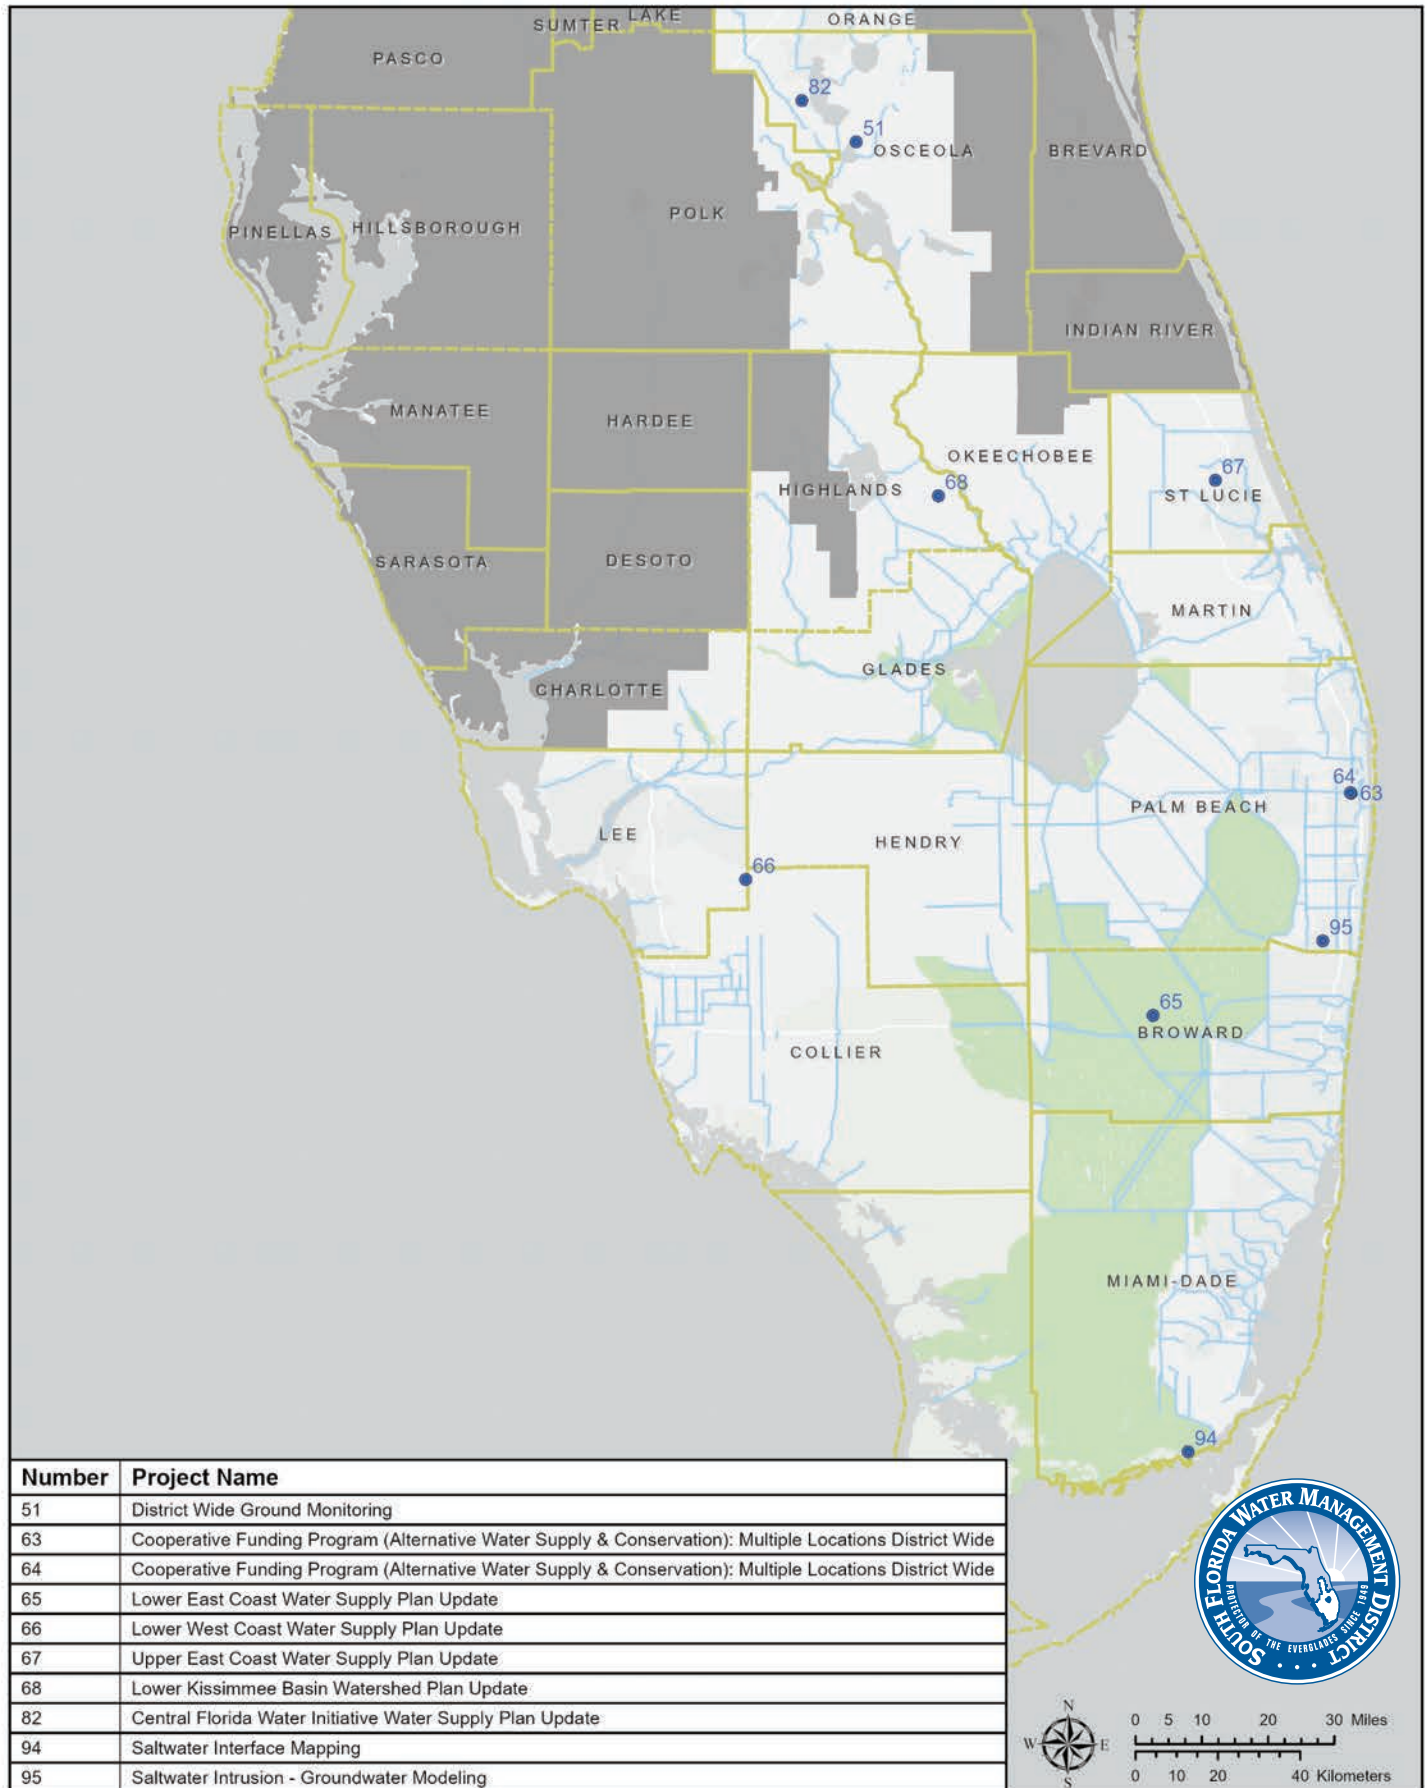 LAKE
SUMTER
ORANGE
PASCO
82
51
OSCEOLA
BREVARD
POLK
PINELLAS
HILLSBOROUGH
INDIAN RIVER
MANATEE
HARDEE
OKEECHOBEE
67
HIGHLANDS
68
ST LUCIE
SARASOTA
DESOTO
MARTIN
GLADES
CHARLOTTE
64
63
PALM BEACH
LEE
HENDRY
66
95
65
BROWARD
COLLIER
MIAMI-DADE
94
Number Project Name
51 District Wide Ground Monitoring
63 Cooperative Funding Program (Alternative Water Supply & Conservation): Multiple Locations District Wide
64 Cooperative Funding Program (Alternative Water Supply & Conservation): Multiple Locations District Wide
65 Lower East Coast Water Supply Plan Update
66 Lower West Coast Water Supply Plan Update
67 Upper East Coast Water Supply Plan Update
68 Lower Kissimmee Basin Watershed Plan Update
82 Central Florida Water Initiative Water Supply Plan Update
94 Saltwater Interface Mapping
95 Saltwater Intrusion - Groundwater Modeling
SOUTH FLORIDA WATER MANAGEMENT DISTRICT
PROTECTOR OF THE EVERGLADES SINCE 1949
N
W E
S
0 5 10 20 30 Miles
0 10 20 40 Kilometers